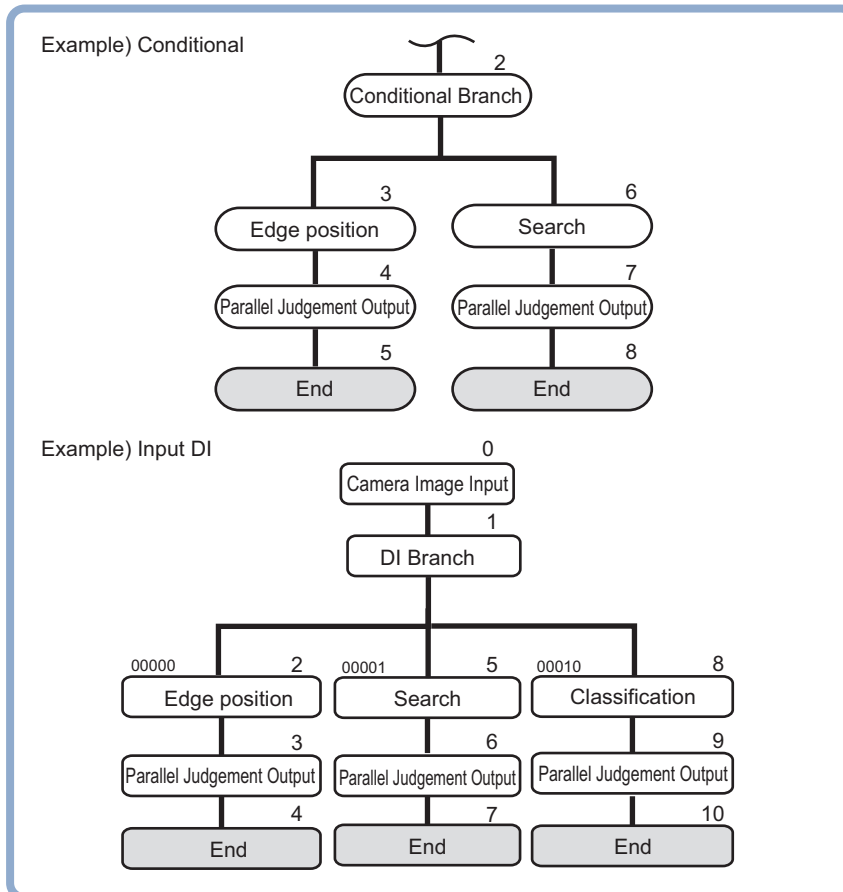 Example) Conditional
2
Conditional Branch
3
6
Edge position
Search
4
7
Parallel Judgement Output
Parallel Judgement Output
5
8
End
End
Example) Input DI
0
Camera Image Input
1
DI Branch
00000
2
00001
5
00010
8
Edge position
Search
Classification
3
6
9
Parallel Judgement Output
Parallel Judgement Output
Parallel Judgement Output
4
7
10
End
End
End